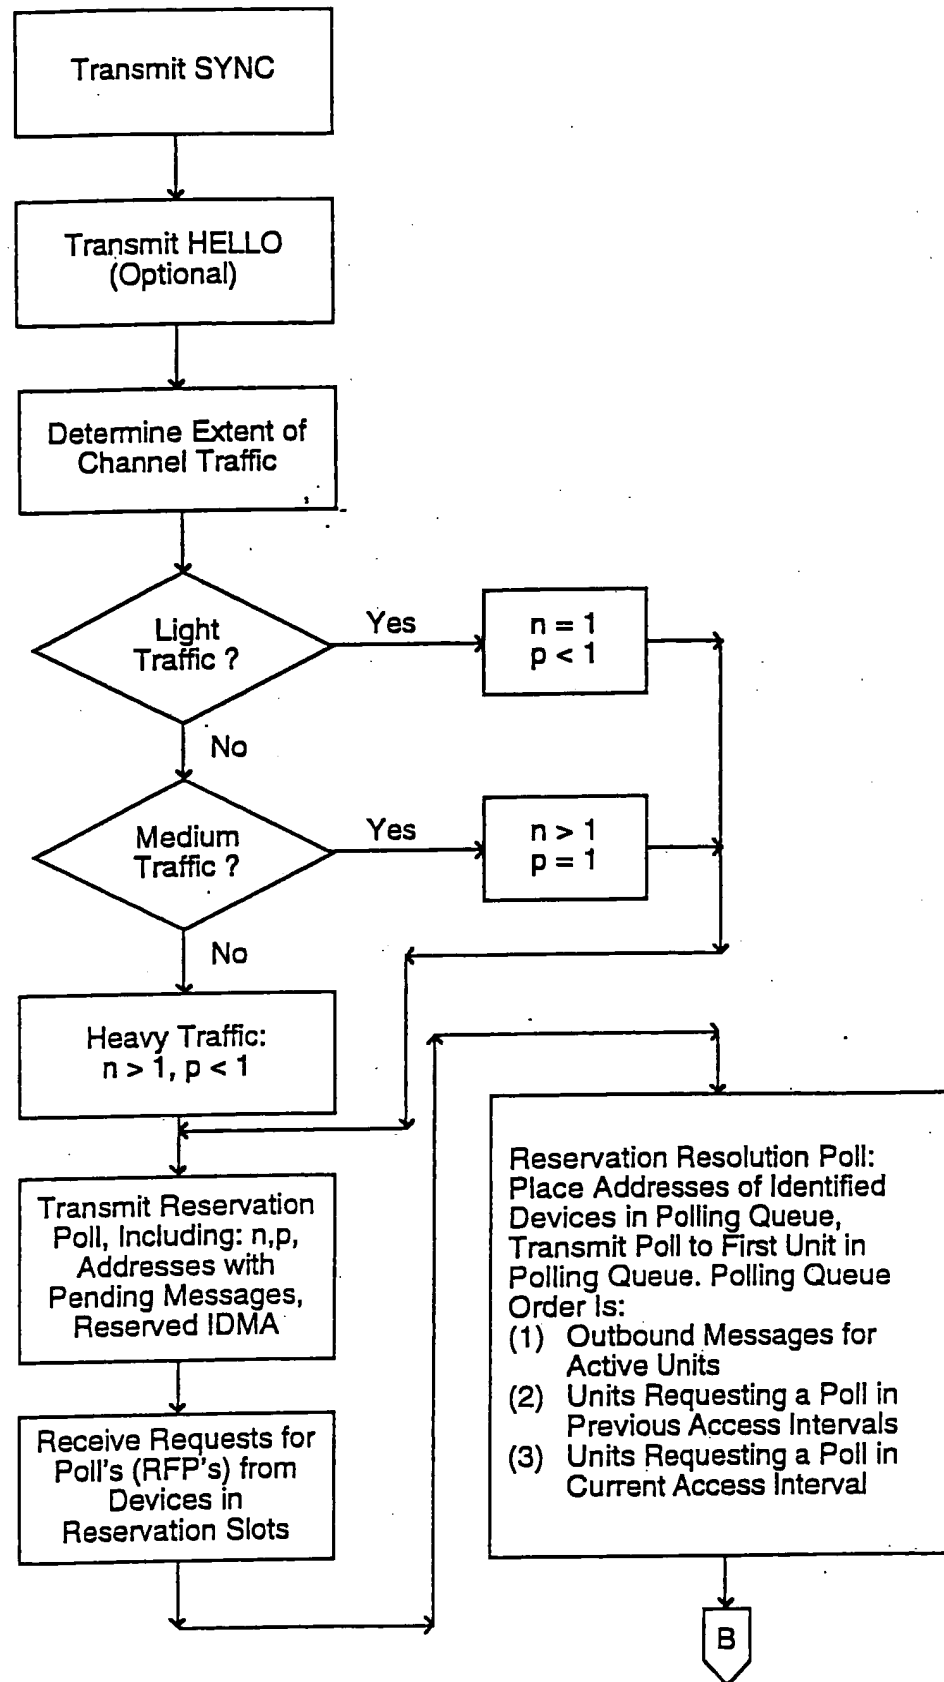 Transmit SYNC
Transmit HELLO
(Optional)
Determine Extent of
Channel Traffic
Light
Traffic ?
Yes
n = 1
p < 1
No
Medium
Traffic ?
Yes
n > 1
p = 1
No
Heavy Traffic:
n > 1, p < 1
Transmit Reservation
Poll, Including: n,p,
Addresses with
Pending Messages,
Reserved IDMA
Receive Requests for
Poll's (RFP's) from
Devices in
Reservation Slots
Reservation Resolution Poll:
Place Addresses of Identified
Devices in Polling Queue,
Transmit Poll to First Unit in
Polling Queue. Polling Queue
Order Is:
(1) Outbound Messages for
Active Units
(2) Units Requesting a Poll in
Previous Access Intervals
(3) Units Requesting a Poll in
Current Access Interval
B